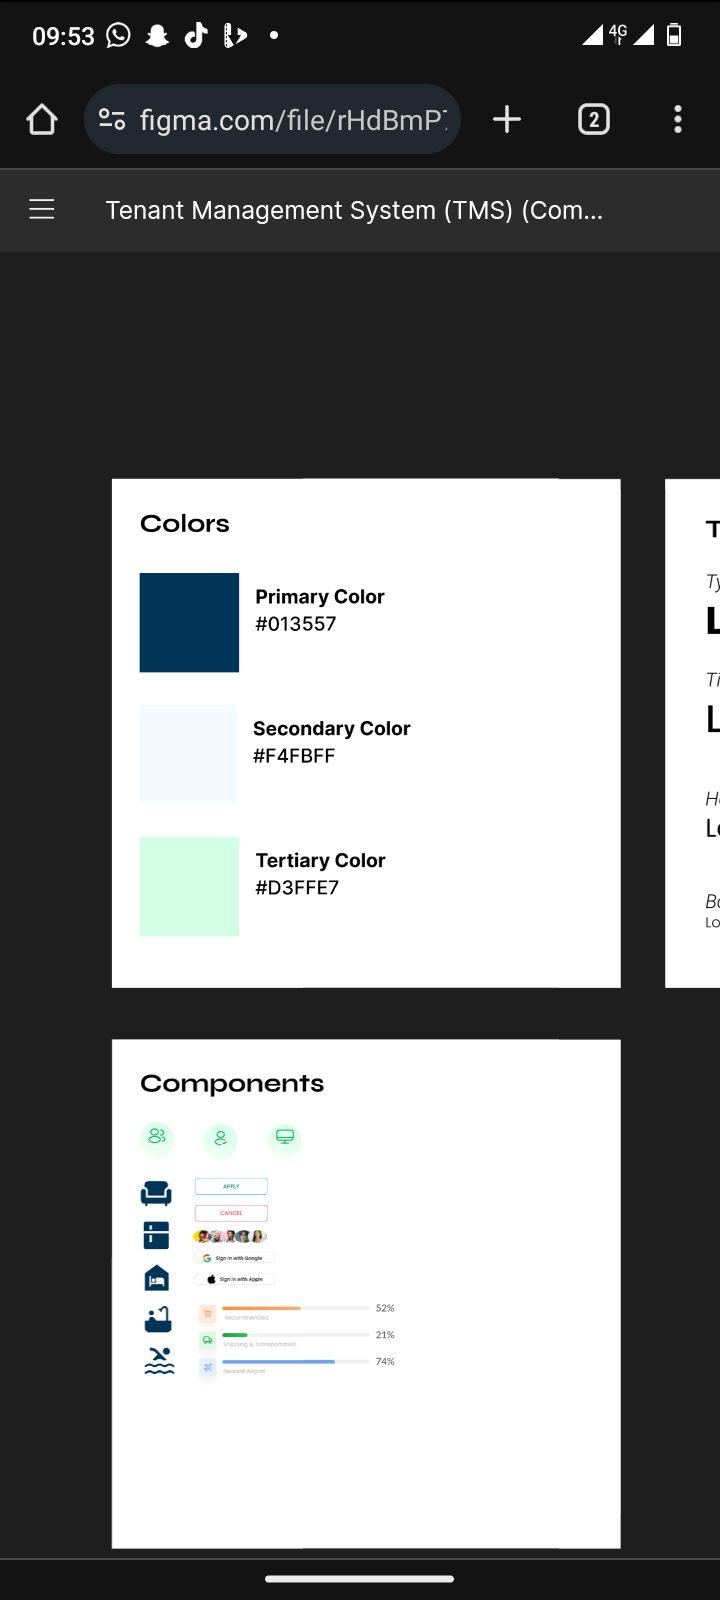 09:53
4G
figma.com/file/rHdBmP
2
Tenant Management System (TMS) (Com...
Colors
Primary Color
#013557
Secondary Color
#F4FBFF
Tertiary Color
#D3FFE7
T
Ty
L
Ti
L
He
Lo
Bo
Lo
Components
APPLY
CANCEL
Sign in with Google
Sign in with Apple
52%
Recommended
21%
Shipping & Transportation
74%
Nearest Airport